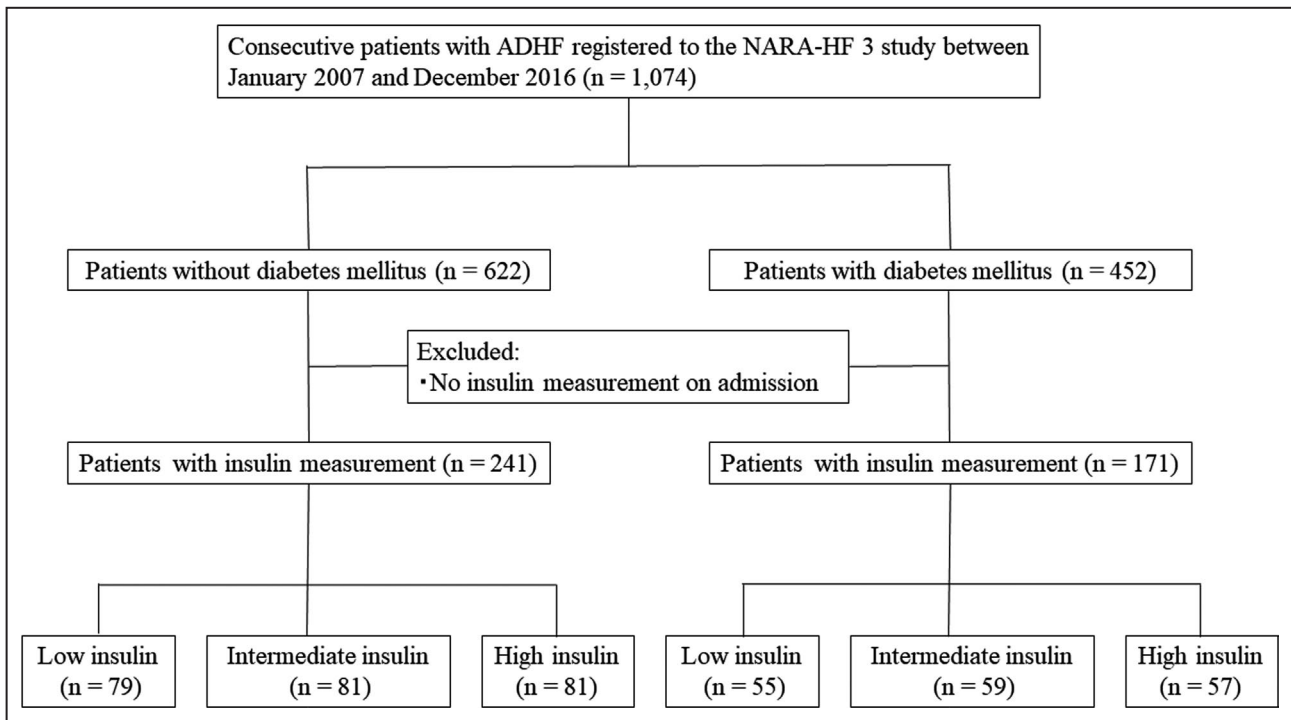 Consecutive patients with ADHF registered to the NARA-HF 3 study between
January 2007 and December 2016 (n = 1,074)
Patients without diabetes mellitus (n = 622)
Patients with diabetes mellitus (n = 452)
Excluded:
・No insulin measurement on admission
Patients with insulin measurement (n = 241)
Patients with insulin measurement (n = 171)
Low insulin
(n = 79)
Intermediate insulin
(n = 81)
High insulin
(n = 81)
Low insulin
(n = 55)
Intermediate insulin
(n = 59)
High insulin
(n = 57)